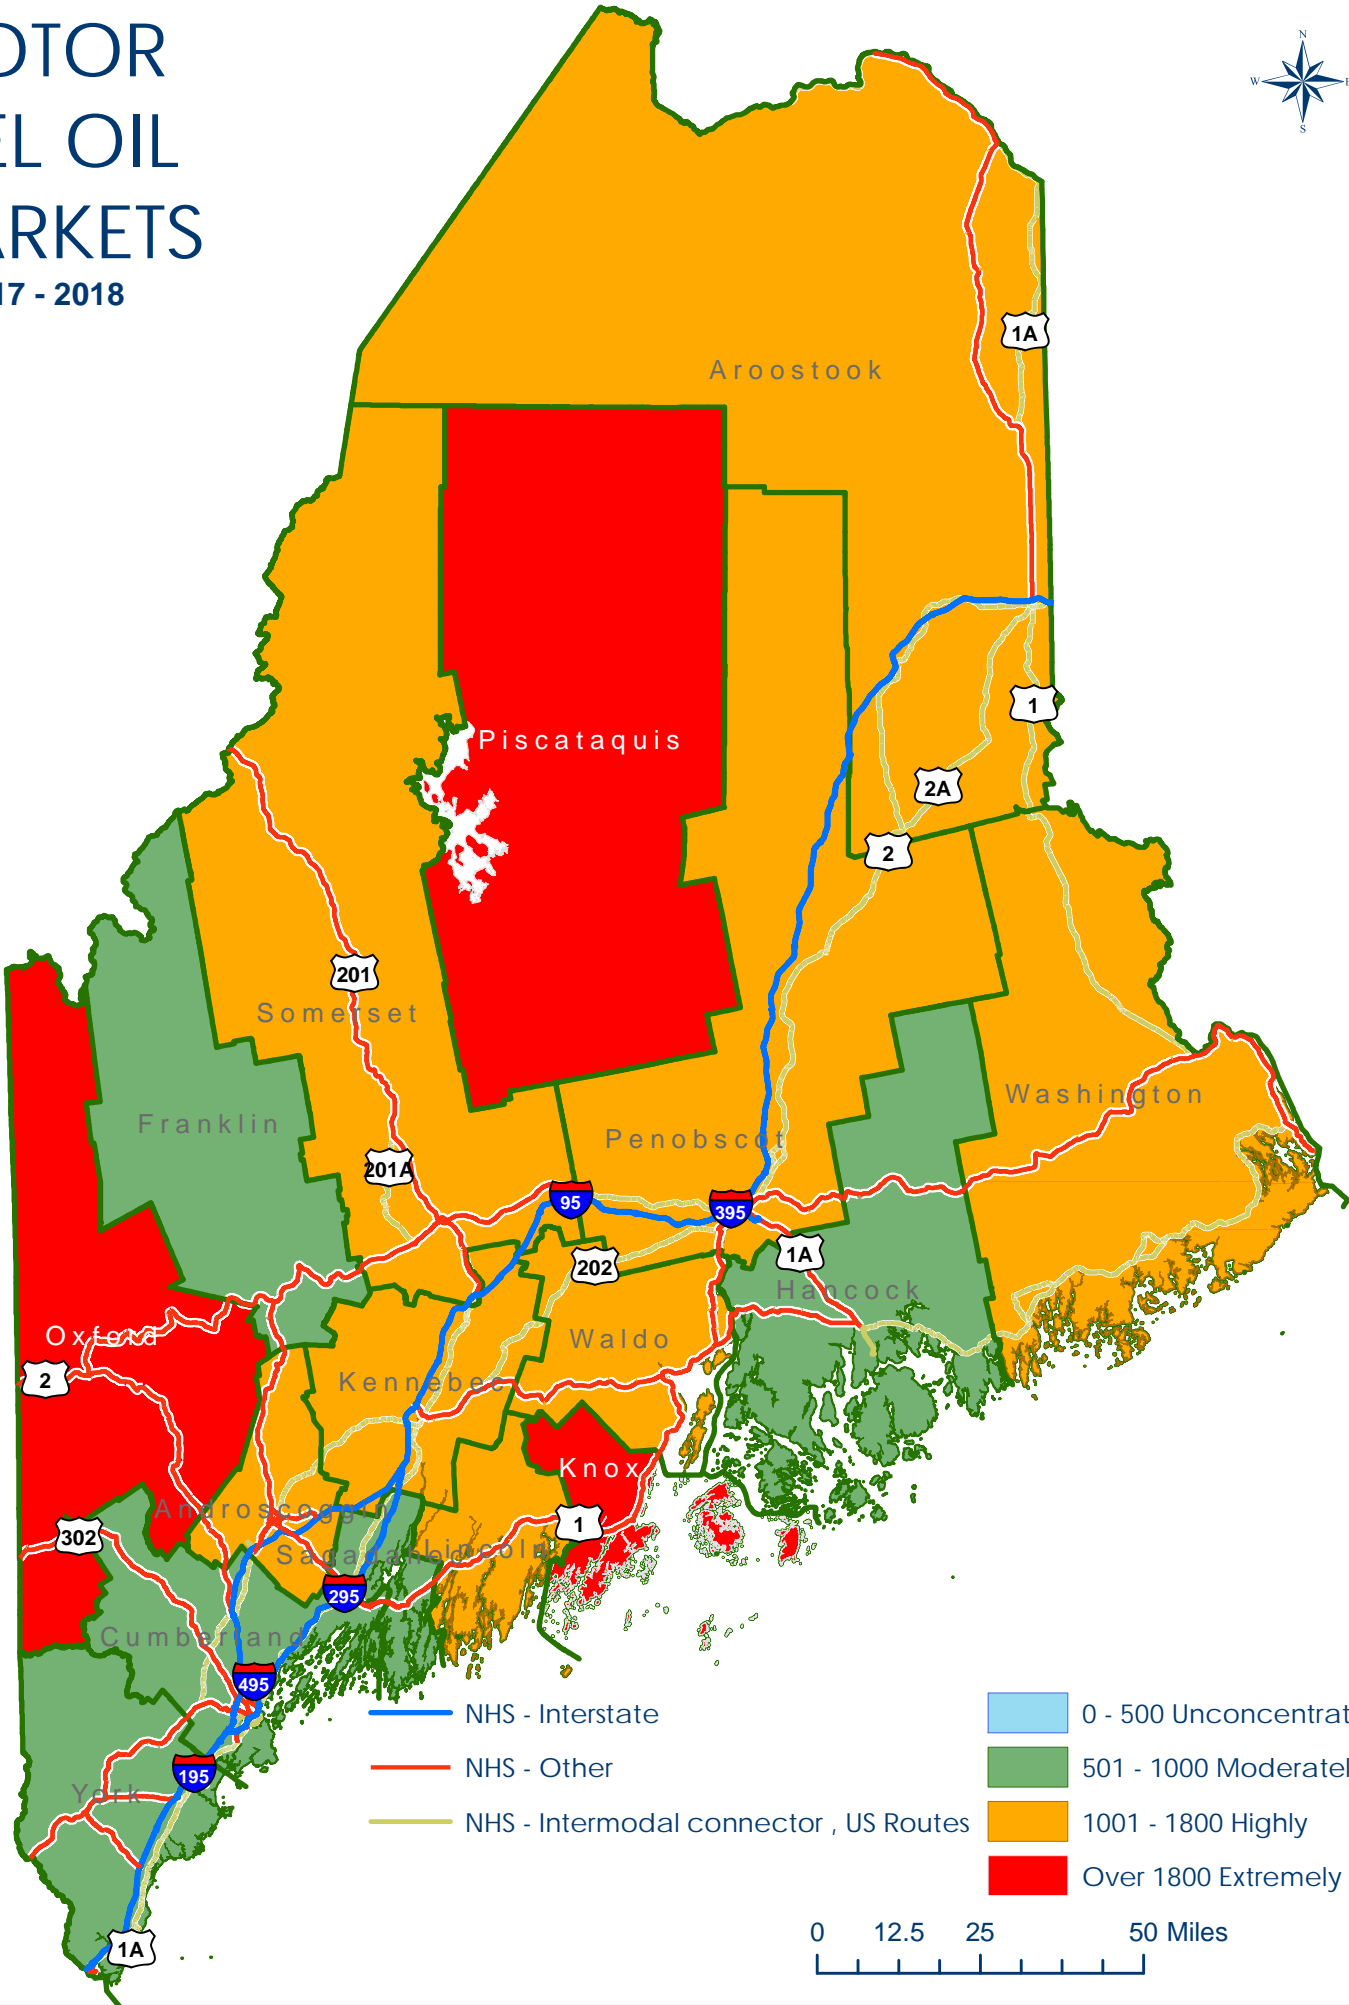 OTOR
EL OIL
ARKETS
17 - 2018
N
W E
S
Aroostook
1A
Piscataquis
1
2A
2
201
Somerset
Washington
Franklin
Penobscot
201A
95
395
1A
202
Hancock
Oxford
Waldo
2
Kennebec
Knox
Androscoggin
1
302
Sagadahoc
Lincoln
295
Cumberland
495
195
York
1A
NHS - Interstate
NHS - Other
NHS - Intermodal connector , US Routes
0 - 500 Unconcentrat
501 - 1000 Moderatel
1001 - 1800 Highly
Over 1800 Extremely
0 12.5 25 50 Miles